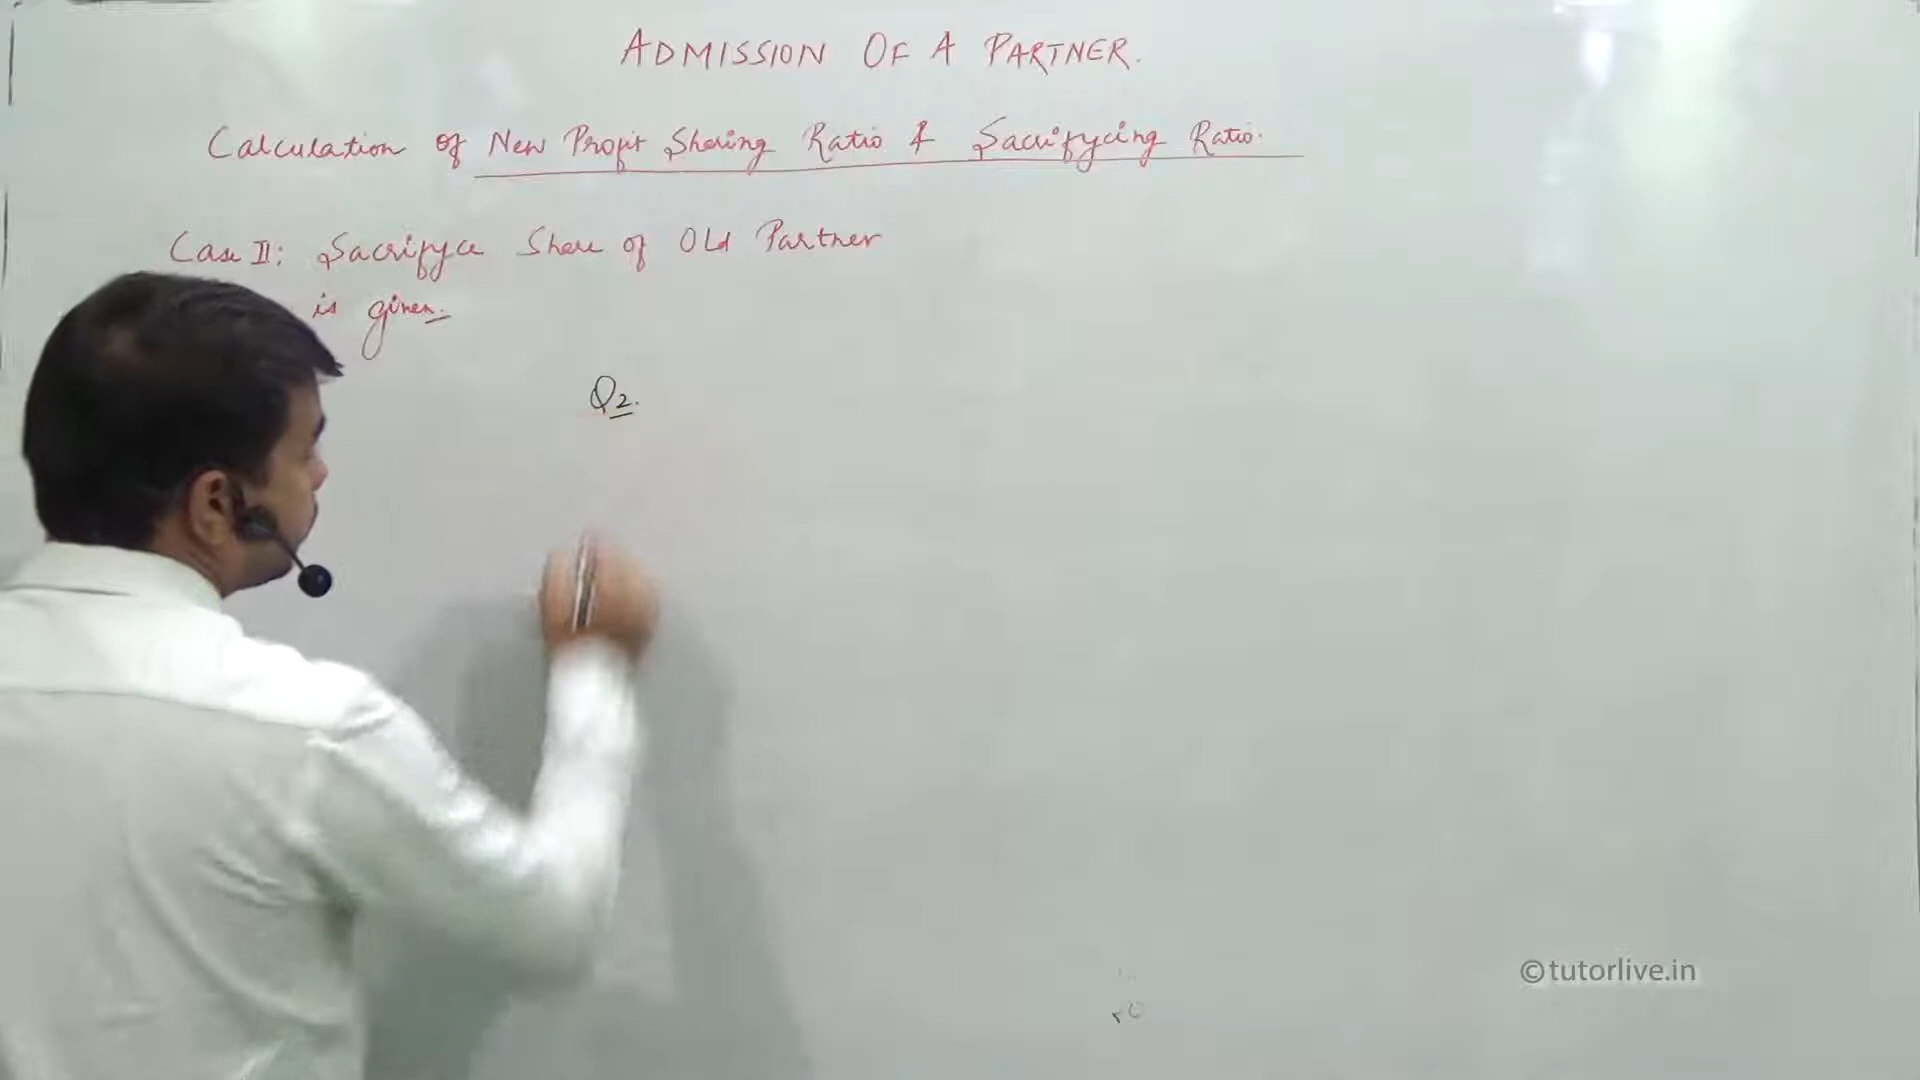 ADMISSION OF A PARTNER.
Calculation of New Profit Sharing Ratio & Sacrifycing Ratio.
Case II: Sacrifyce Share of Old Partner
is given.
Q2.
©tutorlive.in